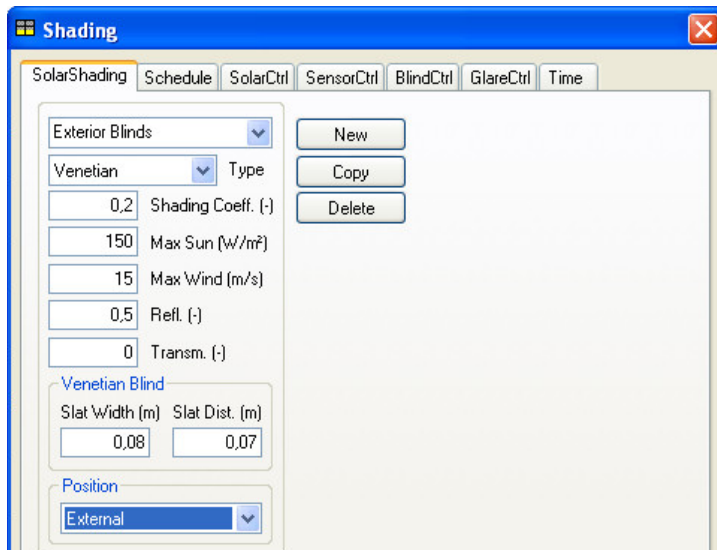 Shading
SolarShading Schedule SolarCtrl SensorCtrl BlindCtrl GlareCtrl Time
Exterior Blinds New
Venetian Type Copy
0,2 Shading Coeff. (-) Delete
150 Max Sun (W/m²)
15 Max Wind (m/s)
0,5 Refl. (-)
0 Transm. (-)
Venetian Blind
Slat Width (m) Slat Dist. (m)
0,08 0,07
Position
External